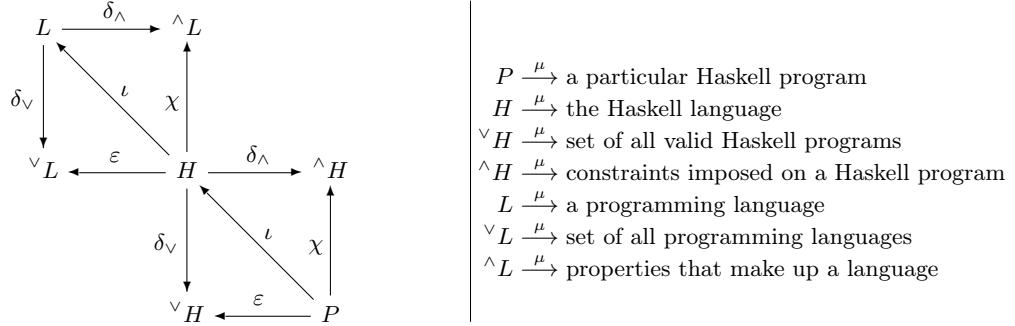 L δ∧ ^L
δ∨ ι χ
∨L ε H δ∧ ^H
δ∨ ι χ
∨H ε P
P —μ→ a particular Haskell program
H —μ→ the Haskell language
∨H —μ→ set of all valid Haskell programs
∧H —μ→ constraints imposed on a Haskell program
L —μ→ a programming language
∨L —μ→ set of all programming languages
∧L —μ→ properties that make up a language